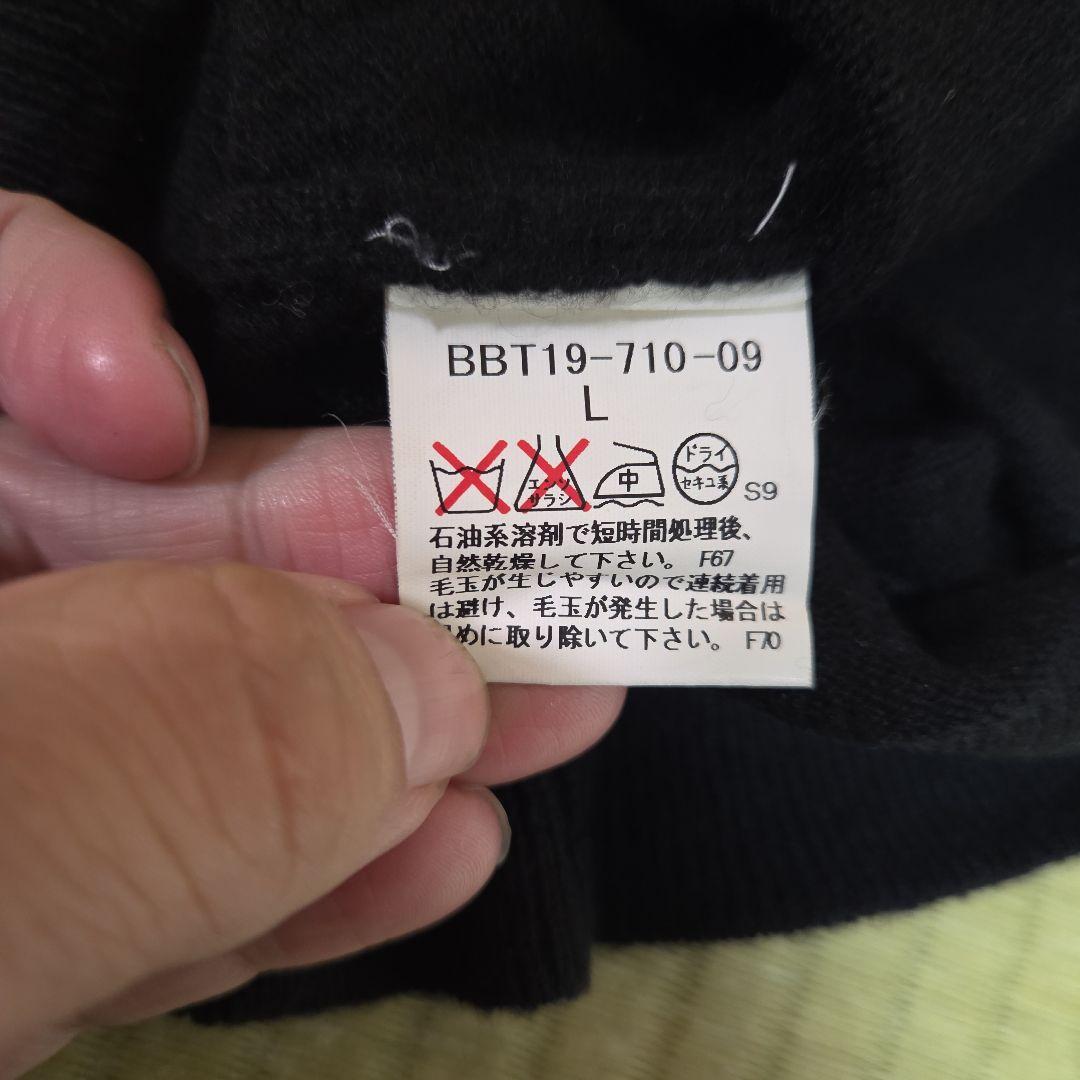 BBT19-710-09
L
エンソ
サラシ
中
ドライ
セキユ系
S9
石油系溶剤で短時間処理後、
自然乾燥して下さい。 F67
毛玉が生じやすいので連続着用
は避け、毛玉が発生した場合は
めに取り除いて下さい。 F70